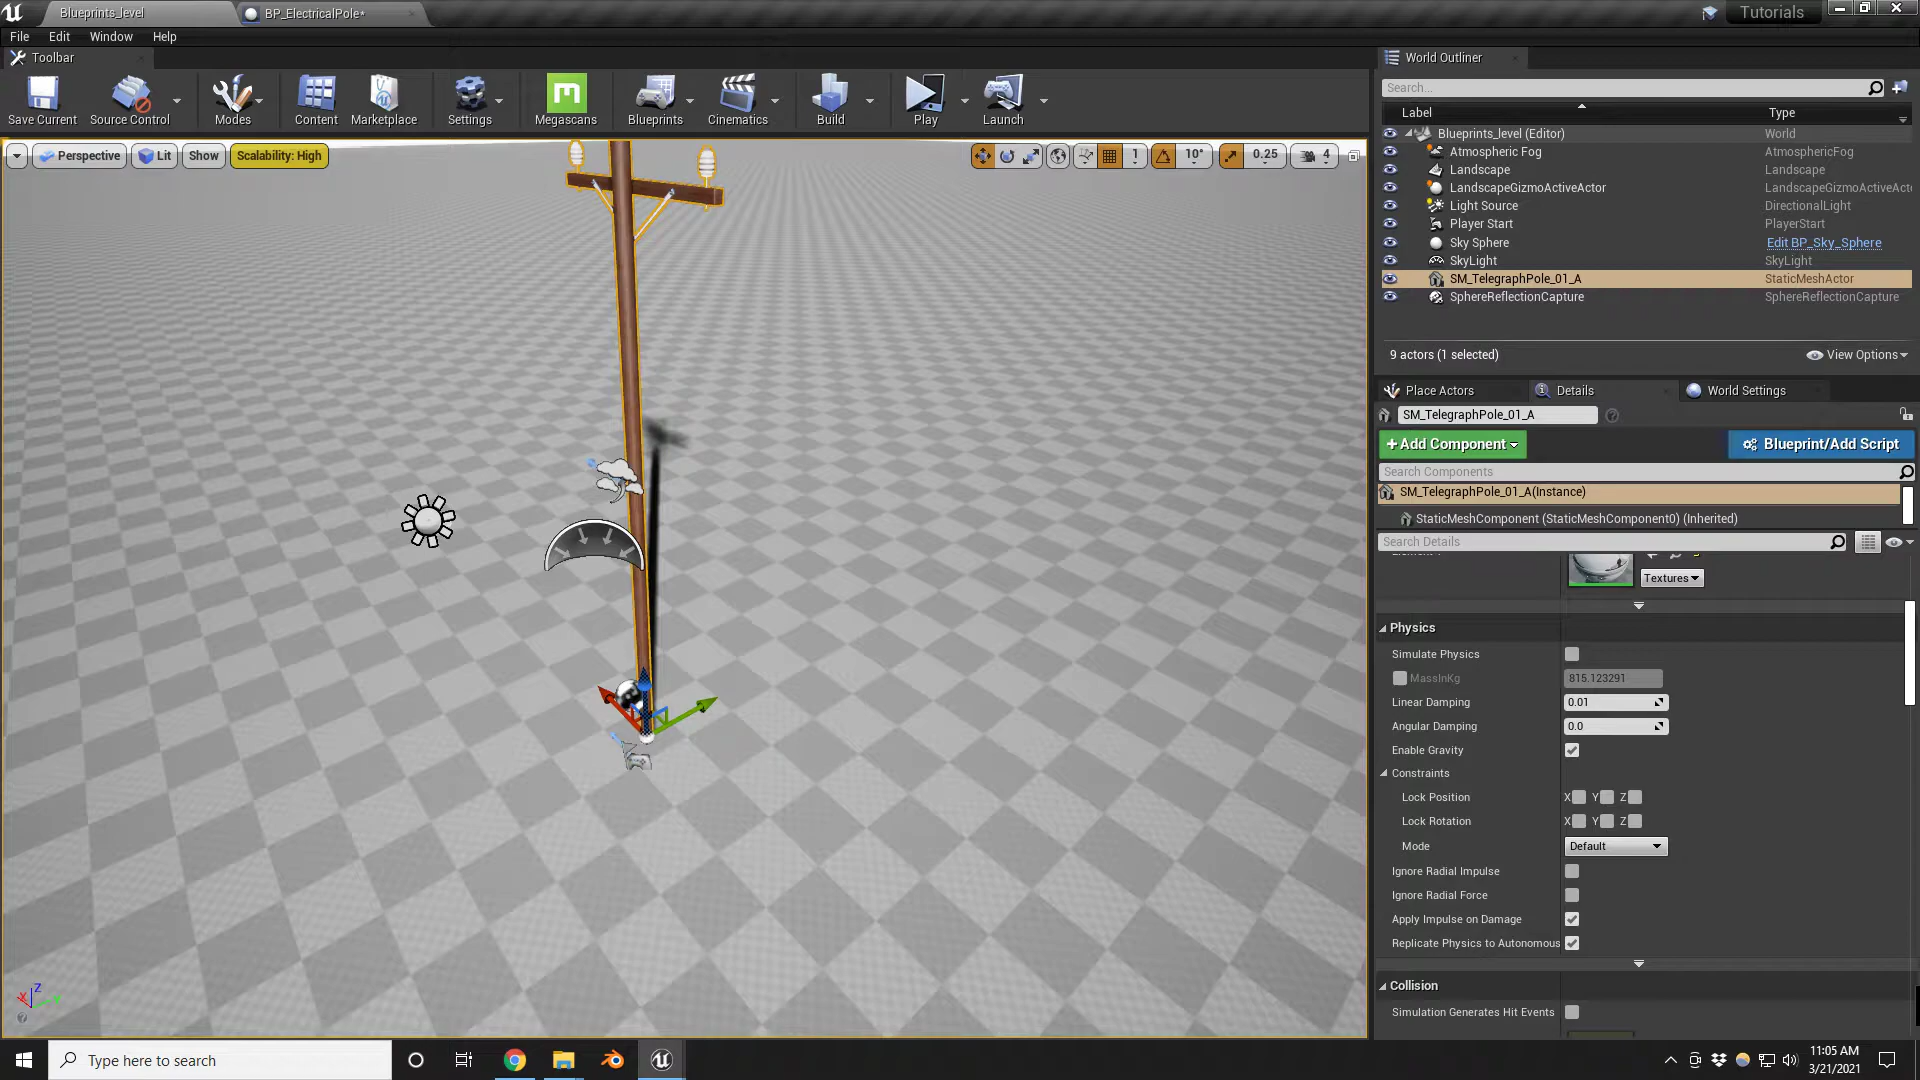 Blueprints_level
BP_ElectricalPole*
Tutorials
File Edit Window Help
Toolbar
Save Current
Source Control
Modes
Content
Marketplace
Settings
Megascans
Blueprints
Cinematics
Build
Play
Launch
Perspective
Lit
Show
Scalability: High
1
10°
0.25
4
World Outliner
Search...
Label Type
Blueprints_level (Editor) World
Atmospheric Fog AtmosphericFog
Landscape Landscape
LandscapeGizmoActiveActor LandscapeGizmoActiveActo
Light Source DirectionalLight
Player Start PlayerStart
Sky Sphere Edit BP_Sky_Sphere
SkyLight SkyLight
SM_TelegraphPole_01_A StaticMeshActor
SphereReflectionCapture SphereReflectionCapture
9 actors (1 selected) View Options
Place Actors Details World Settings
SM_TelegraphPole_01_A
+ Add Component Blueprint/Add Script
Search Components
SM_TelegraphPole_01_A(Instance)
StaticMeshComponent (StaticMeshComponent0) (Inherited)
Search Details
Textures
Physics
Simulate Physics
MassInKg 815.123291
Linear Damping 0.01
Angular Damping 0.0
Enable Gravity
Constraints
Lock Position X Y Z
Lock Rotation X Y Z
Mode Default
Ignore Radial Impulse
Ignore Radial Force
Apply Impulse on Damage
Replicate Physics to Autonomous
Collision
Simulation Generates Hit Events
Z
X
Type here to search
11:05 AM
3/21/2021